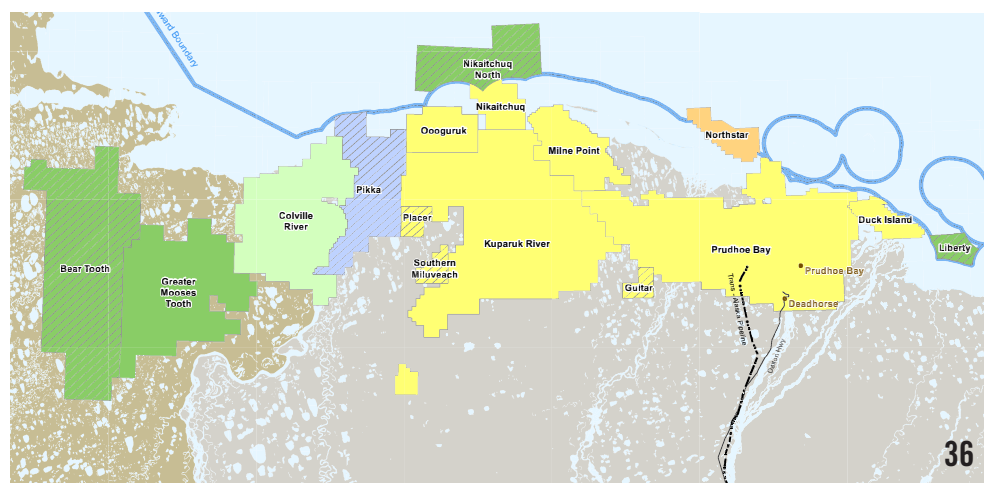 ward Boundary
Nikaitchuq
North
Nikaitchuq
Oooguruk
Northstar
Milne Point
Pikka
Placer
Colville
River
Duck Island
Kuparuk River
Prudhoe Bay
Liberty
Bear Tooth
Southern
Miluveach
Prudhoe Bay
Greater
Mooses
Tooth
Guitar
Deadhorse
Trans - Alaska Pipeline
Dalton Hwy
36